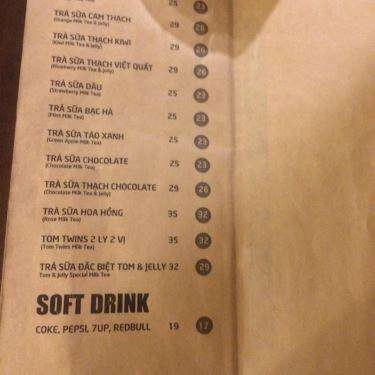 25 23
TRÀ SỮA CAM THẠCH 29 26
(Orange Milk Tea & Jelly)
TRÀ SỮA THẠCH KIWI 29 26
(Kiwi Milk Tea & Jelly)
TRÀ SỮA THẠCH VIỆT QUẤT 29 26
(Blueberry Milk Tea & Jelly)
TRÀ SỮA DÂU 25 23
(Strawberry Milk Tea)
TRÀ SỮA BẠC HÀ 25 23
(Mint Milk Tea)
TRÀ SỮA TÁO XANH 25 23
(Green Apple Milk Tea)
TRÀ SỮA CHOCOLATE 25 23
(Chocolate Milk Tea)
TRÀ SỮA THẠCH CHOCOLATE 29 26
(Chocolate Milk Tea & Jelly)
TRÀ SỮA HOA HỒNG 35 32
(Rose Milk Tea)
TOM TWINS 2 LY 2 VỊ 35 32
(Tom Twins Milk Tea)
TRÀ SỮA ĐẶC BIỆT TOM & JELLY 32 29
Tom & Jelly Special Milk Tea
SOFT DRINK
COKE, PEPSI, 7UP, REDBULL 19 17